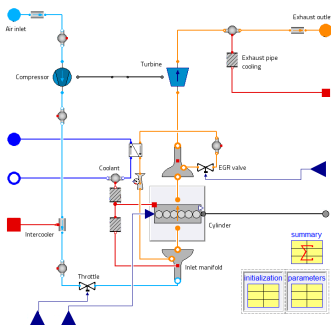 Exhaust outle
Air inlet
Turbine
Exhaust pipe
cooling
Compressor
Coolant
EGR valve
Cylinder
Intercooler
summary
Inlet manifold
Throttle
initialization
parameters